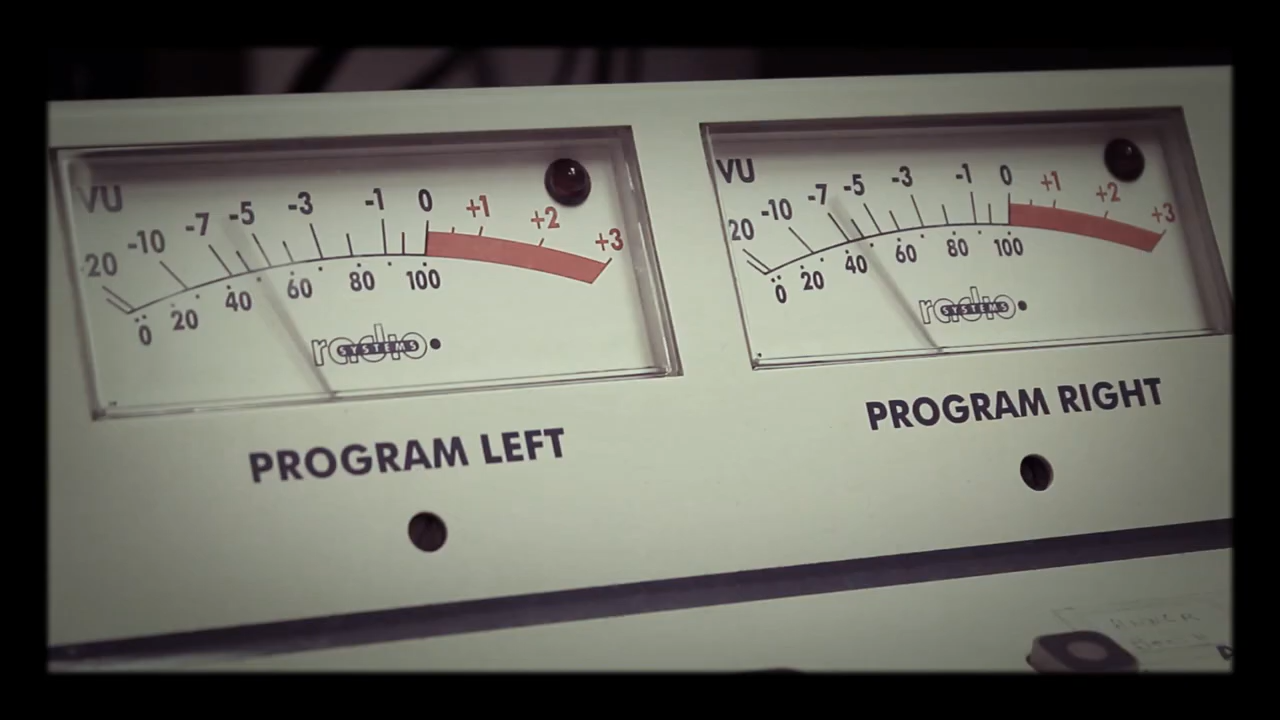 VU
20 -10 -7 -5 -3 -1 0 +1 +2 +3
0 20 40 60 80 100
radio
SYSTEMS
PROGRAM LEFT
VU
20 -10 -7 -5 -3 -1 0 +1 +2 +3
0 20 40 60 80 100
radio
SYSTEMS
PROGRAM RIGHT